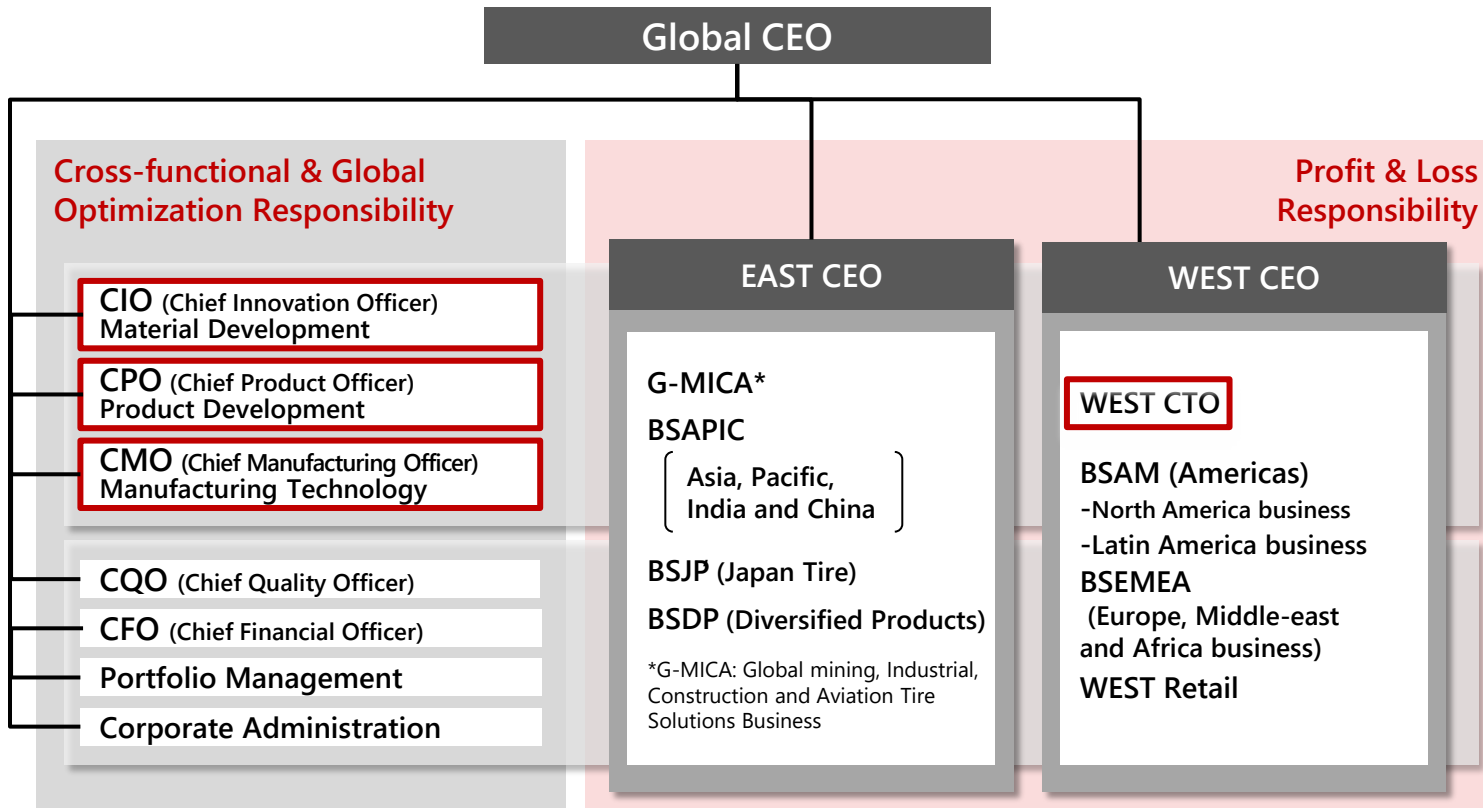 Global CEO
Cross-functional & Global
Optimization Responsibility
CIO (Chief Innovation Officer)
Material Development
CPO (Chief Product Officer)
Product Development
CMO (Chief Manufacturing Officer)
Manufacturing Technology
CQO (Chief Quality Officer)
CFO (Chief Financial Officer)
Portfolio Management
Corporate Administration
Profit & Loss
Responsibility
EAST CEO
G-MICA*
BSAPIC
Asia, Pacific,
India and China
BSJP (Japan Tire)
BSDP (Diversified Products)
*G-MICA: Global mining, Industrial,
Construction and Aviation Tire
Solutions Business
WEST CEO
WEST CTO
BSAM (Americas)
-North America business
-Latin America business
BSEMEA
(Europe, Middle-east
and Africa business)
WEST Retail